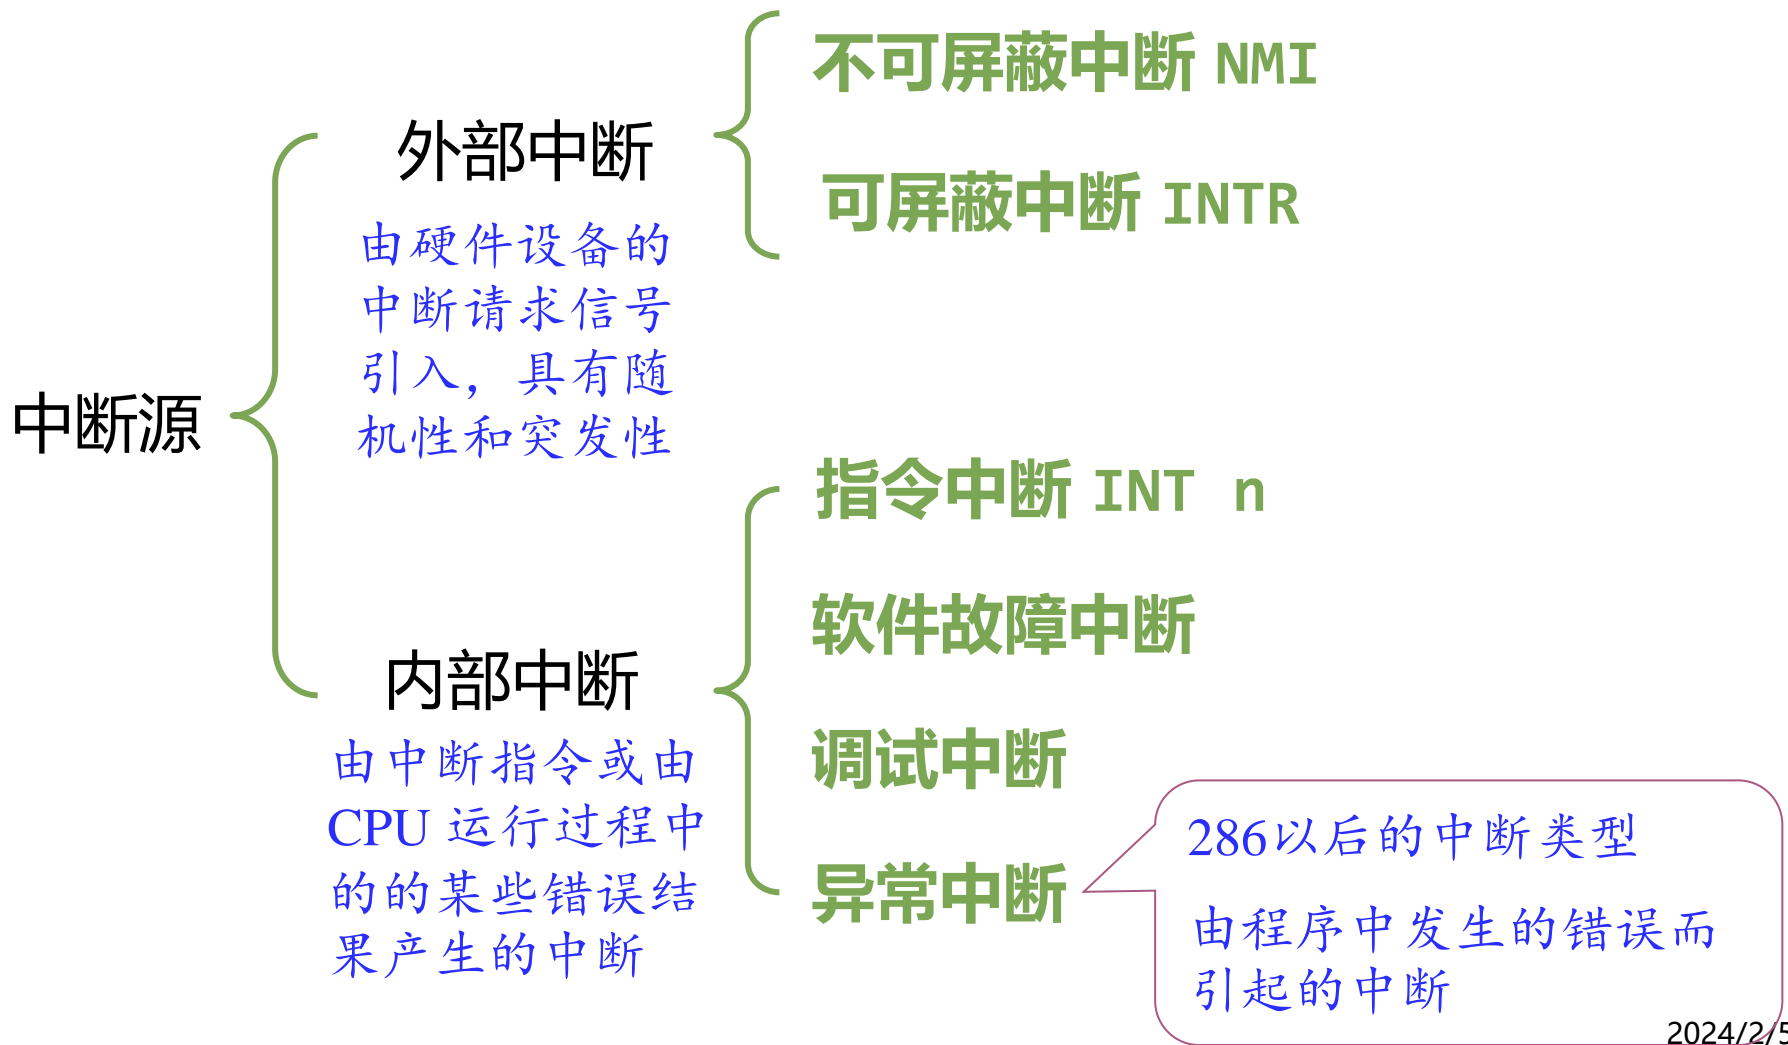 中断源
外部中断
由硬件设备的
中断请求信号
引入，具有随
机性和突发性
不可屏蔽中断 NMI
可屏蔽中断 INTR
内部中断
由中断指令或由
CPU 运行过程中
的的某些错误结
果产生的中断
指令中断 INT n
软件故障中断
调试中断
异常中断
286以后的中断类型
由程序中发生的错误而
引起的中断
2024/2/5